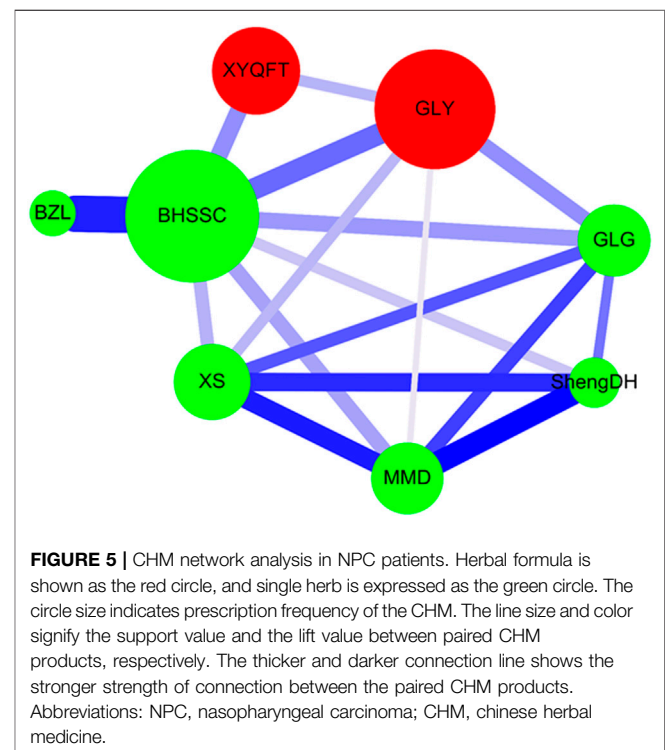 XYQFT
GLY
BZL
BHSSC
GLG
XS
ShengDH
MMD
FIGURE 5 | CHM network analysis in NPC patients. Herbal formula is
shown as the red circle, and single herb is expressed as the green circle. The
circle size indicates prescription frequency of the CHM. The line size and color
signify the support value and the lift value between paired CHM
products, respectively. The thicker and darker connection line shows the
stronger strength of connection between the paired CHM products.
Abbreviations: NPC, nasopharyngeal carcinoma; CHM, chinese herbal
medicine.